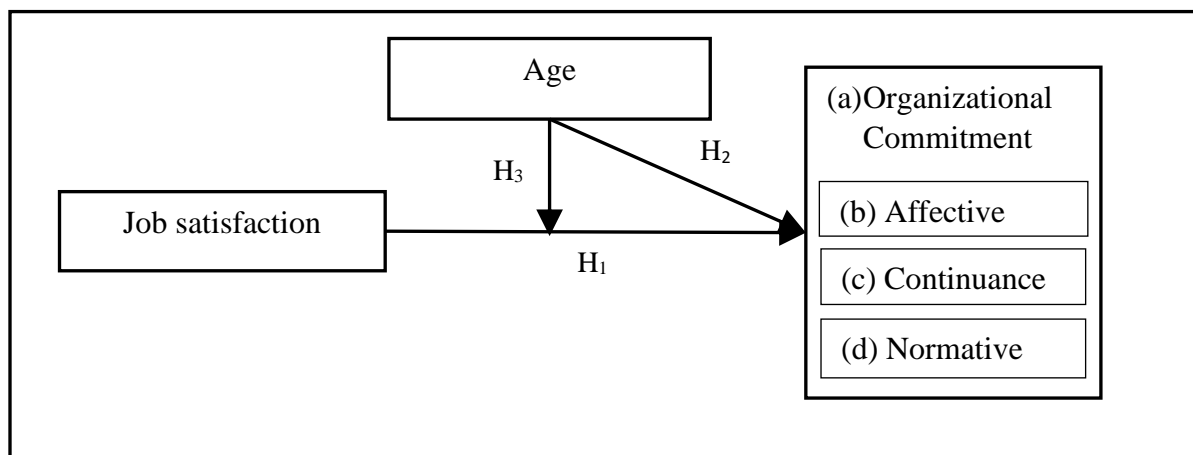 Age
(a)Organizational
Commitment
H₂
H₃
Job satisfaction
(b) Affective
H₁
(c) Continuance
(d) Normative